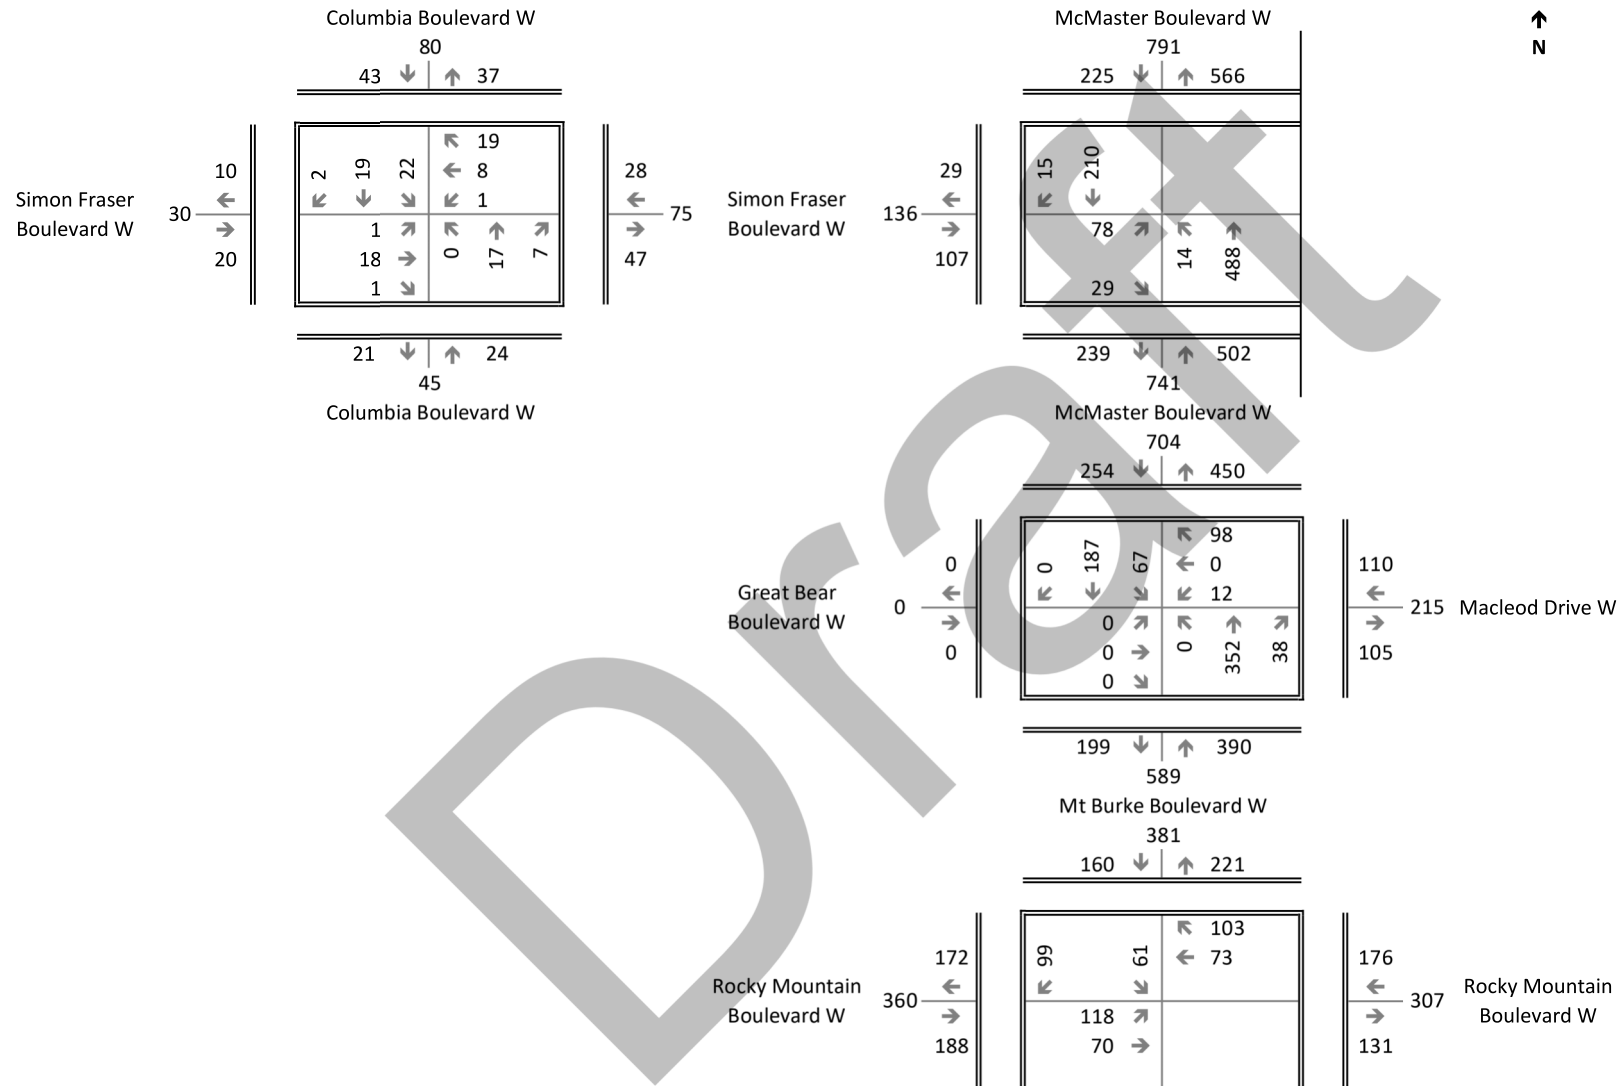 Columbia Boulevard W
80
43 37
19
2 19 22 8
1
10
Simon Fraser
Boulevard W
30
20
1
18
1
0 17 7
28
75
47
21 24
45
Columbia Boulevard W
McMaster Boulevard W
791
225 566
15 210
29
Simon Fraser
Boulevard W
136
107
78
29
14 488
239 502
741
McMaster Boulevard W
N
704
254 450
98
0 187 67 0
12
0
Great Bear
Boulevard W
0
0
0
0
0
0 352 38
110
215 Macleod Drive W
105
199 390
589
Mt Burke Boulevard W
381
160 221
103
99 61 73
172
Rocky Mountain
Boulevard W
360
188
118
70
176
307
Rocky Mountain
Boulevard W
131
Draft